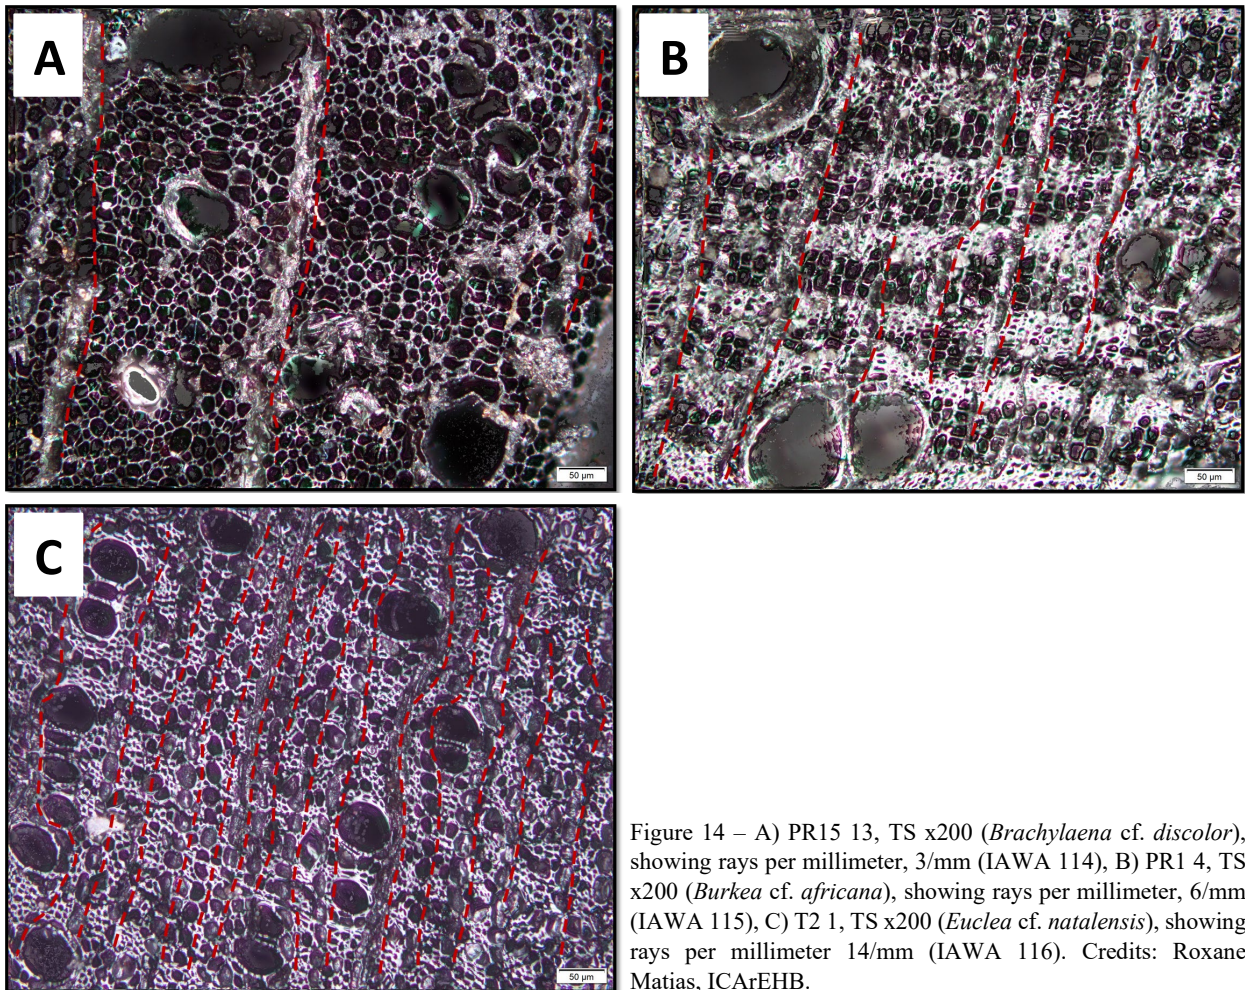 A
B
50 µm
50 µm
C
50 µm
Figure 14 – A) PR15 13, TS x200 (Brachylaena cf. discolor),
showing rays per millimeter, 3/mm (IAWA 114), B) PR1 4, TS
x200 (Burkea cf. africana), showing rays per millimeter, 6/mm
(IAWA 115), C) T2 1, TS x200 (Euclea cf. natalensis), showing
rays per millimeter 14/mm (IAWA 116). Credits: Roxane
Matias, ICArEHB.